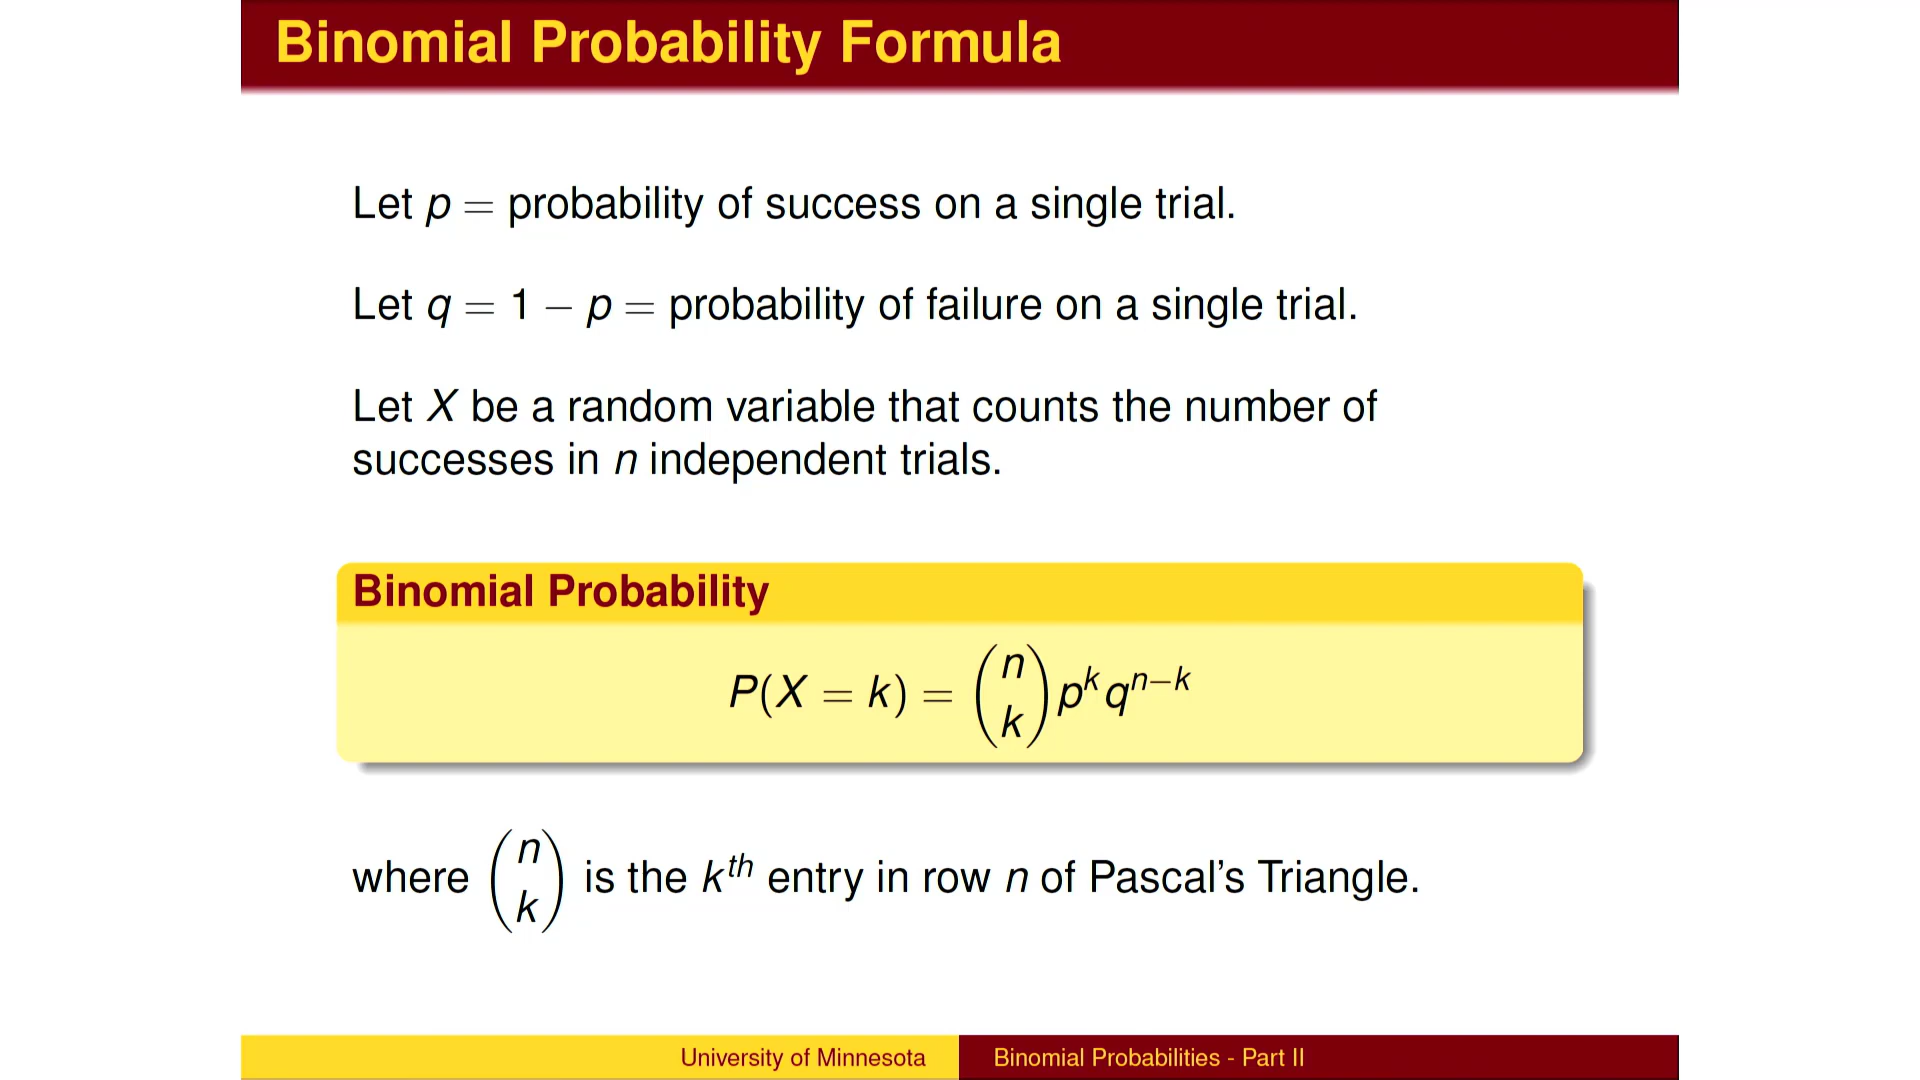 Binomial Probability Formula
Let p = probability of success on a single trial.
Let q = 1 − p = probability of failure on a single trial.
Let X be a random variable that counts the number of
successes in n independent trials.
Binomial Probability
$P(X = k) = \binom{n}{k} p^k q^{n-k}$
where $\binom{n}{k}$ is the $k^{th}$ entry in row n of Pascal's Triangle.
University of Minnesota
Binomial Probabilities - Part II